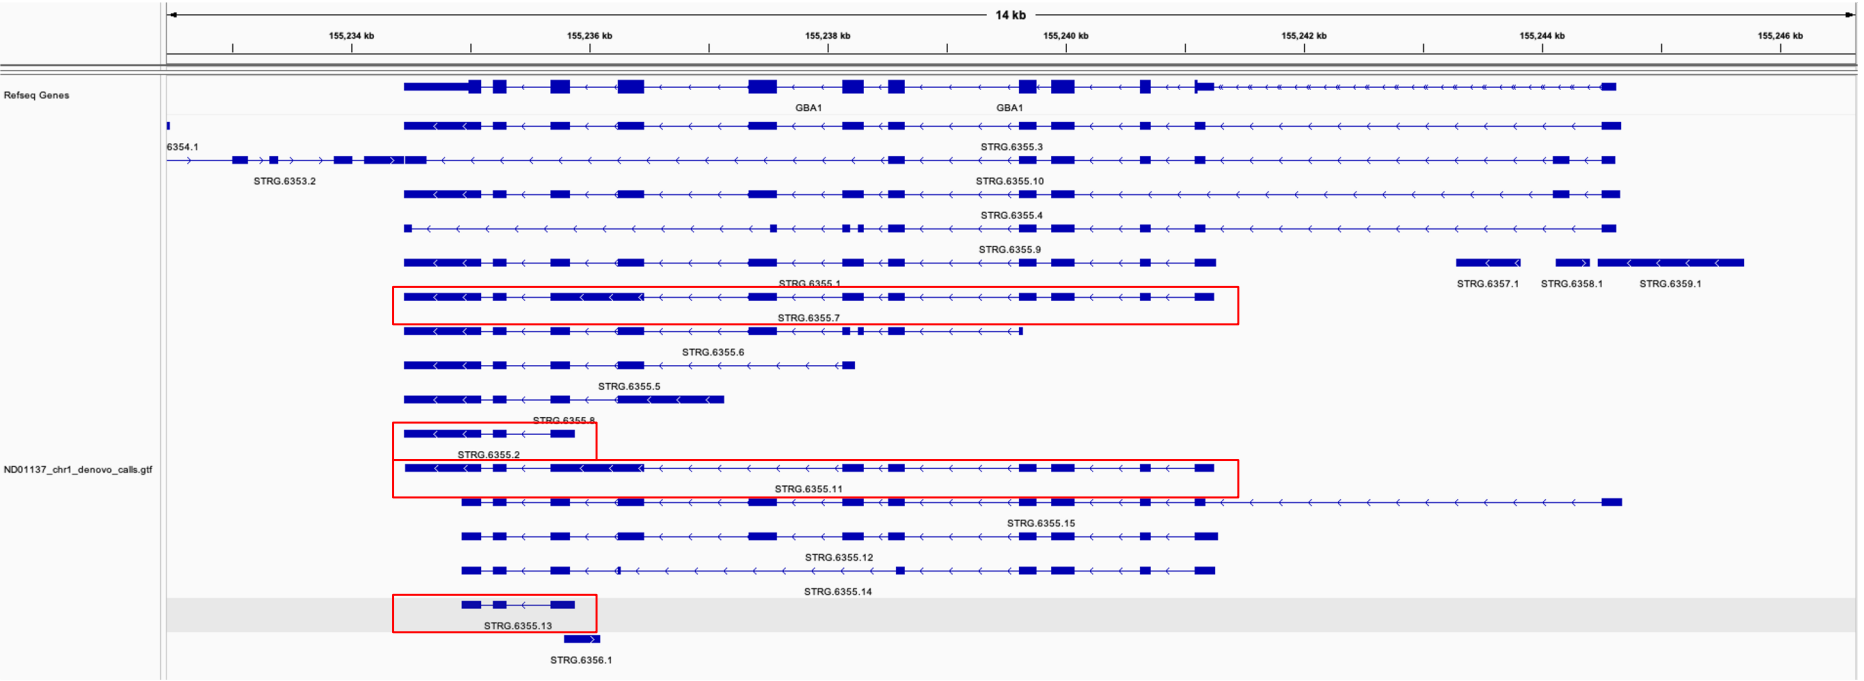 14 kb
155,234 kb 155,236 kb 155,238 kb 155,240 kb 155,242 kb 155,244 kb 155,246 kb
Refseq Genes
GBA1 GBA1
6354.1 STRG.6355.3
STRG.6353.2 STRG.6355.10
STRG.6355.4
STRG.6355.9
STRG.6355.1 STRG.6357.1 STRG.6358.1 STRG.6359.1
STRG.6355.7
STRG.6355.6
STRG.6355.5
STRG.6355.8
STRG.6355.2
ND01137_chr1_denovo_calls.gtf
STRG.6355.11
STRG.6355.15
STRG.6355.12
STRG.6355.14
STRG.6355.13
STRG.6356.1